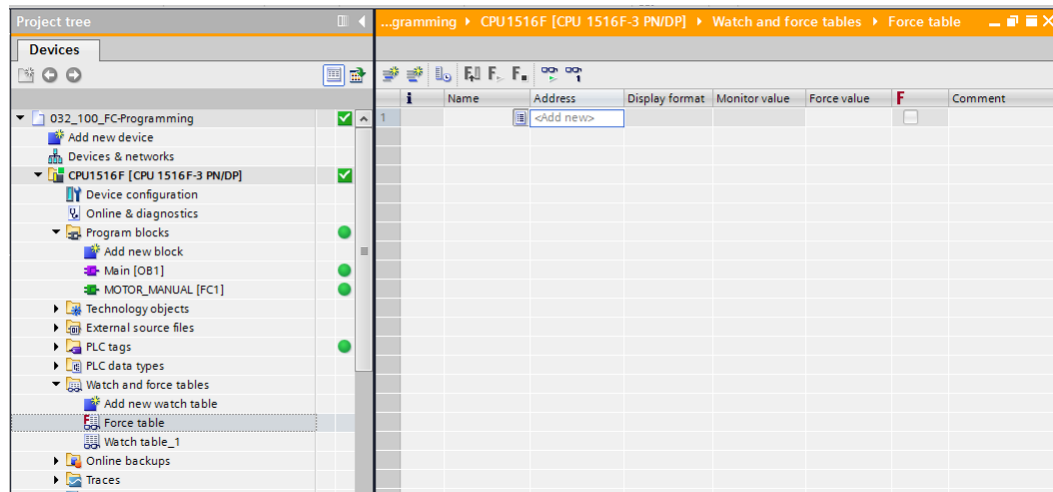 Project tree
...gramming ▸ CPU1516F [CPU 1516F-3 PN/DP] ▸ Watch and force tables ▸ Force table
Devices
i Name Address Display format Monitor value Force value F Comment
1 <Add new>
032_100_FC-Programming
Add new device
Devices & networks
CPU1516F [CPU 1516F-3 PN/DP]
Device configuration
Online & diagnostics
Program blocks
Add new block
Main [OB1]
MOTOR_MANUAL [FC1]
Technology objects
External source files
PLC tags
PLC data types
Watch and force tables
Add new watch table
Force table
Watch table_1
Online backups
Traces